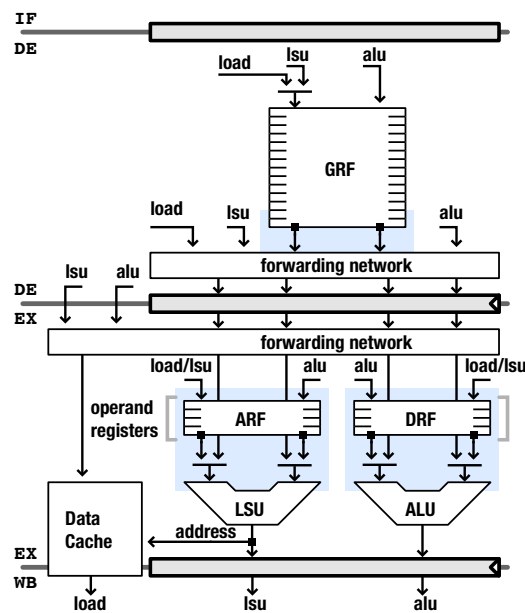 IF
DE
load
lsu
alu
GRF
load
lsu
alu
forwarding network
DE
EX
lsu
alu
forwarding network
load/lsu
alu
alu
load/lsu
operand
registers
ARF
DRF
LSU
ALU
Data
Cache
address
EX
WB
load
lsu
alu